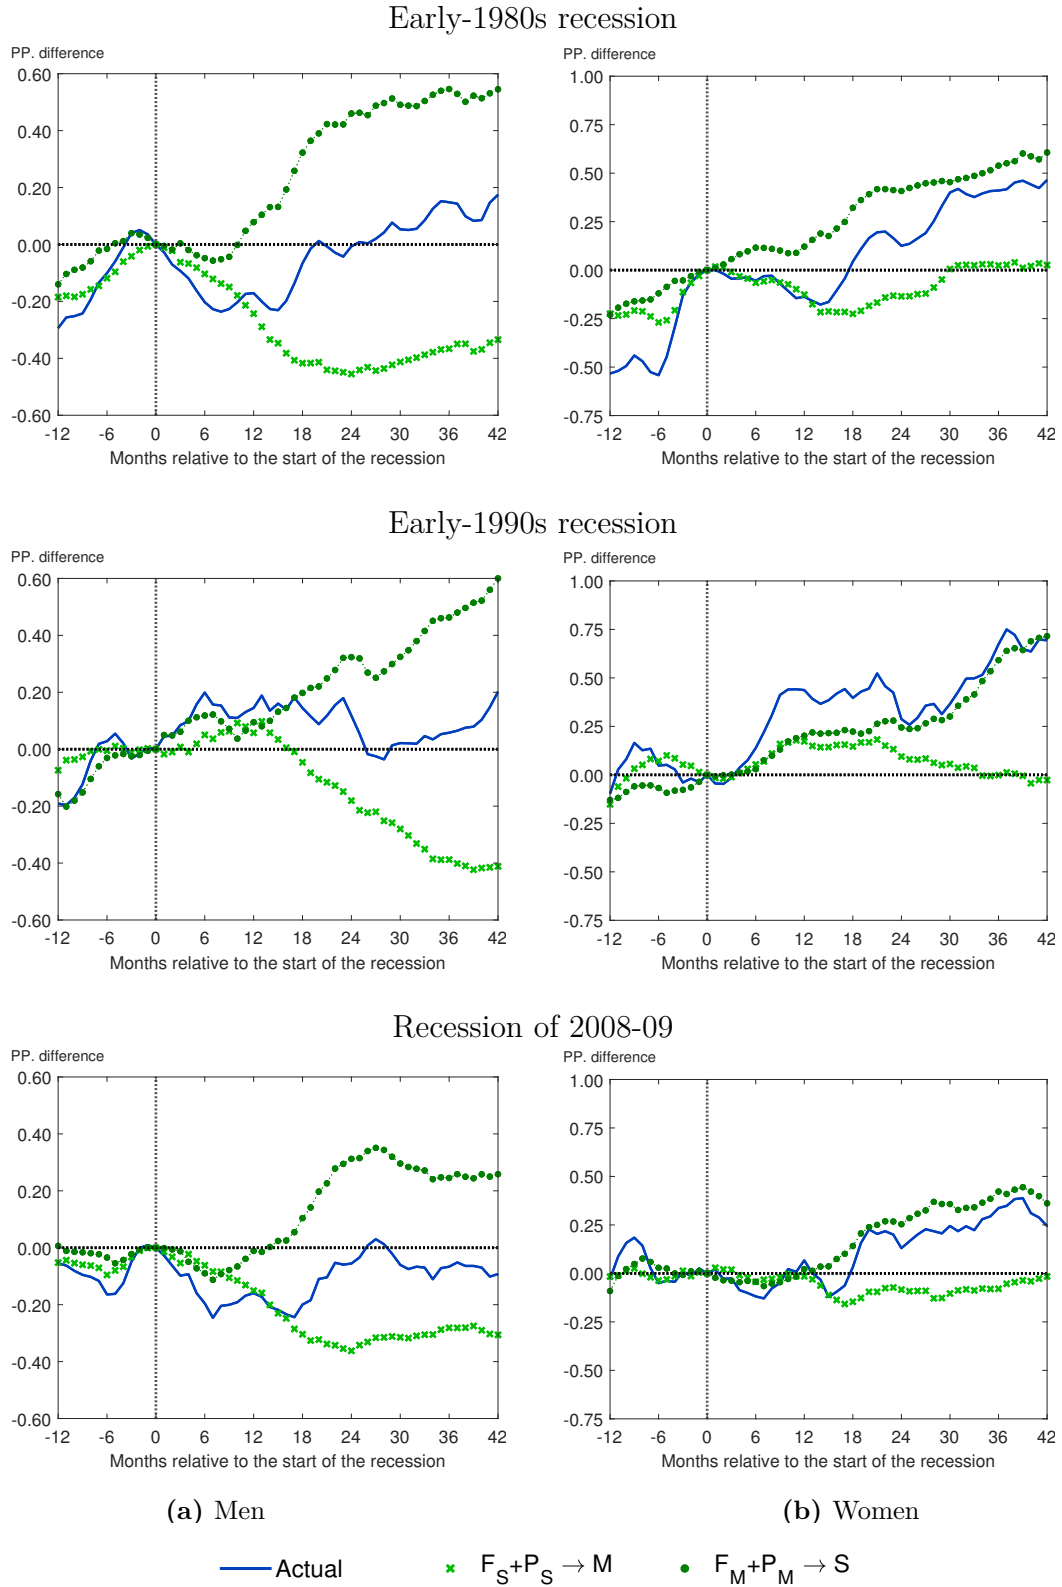 Early-1980s recession
PP. difference
0.60
0.40
0.20
0.00
-0.20
-0.40
-0.60
-12 -6 0 6 12 18 24 30 36 42
Months relative to the start of the recession
PP. difference
1.00
0.75
0.50
0.25
0.00
-0.25
-0.50
-0.75
-12 -6 0 6 12 18 24 30 36 42
Months relative to the start of the recession
Early-1990s recession
PP. difference
0.60
0.40
0.20
0.00
-0.20
-0.40
-0.60
-12 -6 0 6 12 18 24 30 36 42
Months relative to the start of the recession
PP. difference
1.00
0.75
0.50
0.25
0.00
-0.25
-0.50
-0.75
-12 -6 0 6 12 18 24 30 36 42
Months relative to the start of the recession
Recession of 2008-09
PP. difference
0.60
0.40
0.20
0.00
-0.20
-0.40
-0.60
-12 -6 0 6 12 18 24 30 36 42
Months relative to the start of the recession
PP. difference
1.00
0.75
0.50
0.25
0.00
-0.25
-0.50
-0.75
-12 -6 0 6 12 18 24 30 36 42
Months relative to the start of the recession
(a) Men
(b) Women
Actual F_S+P_S → M F_M+P_M → S